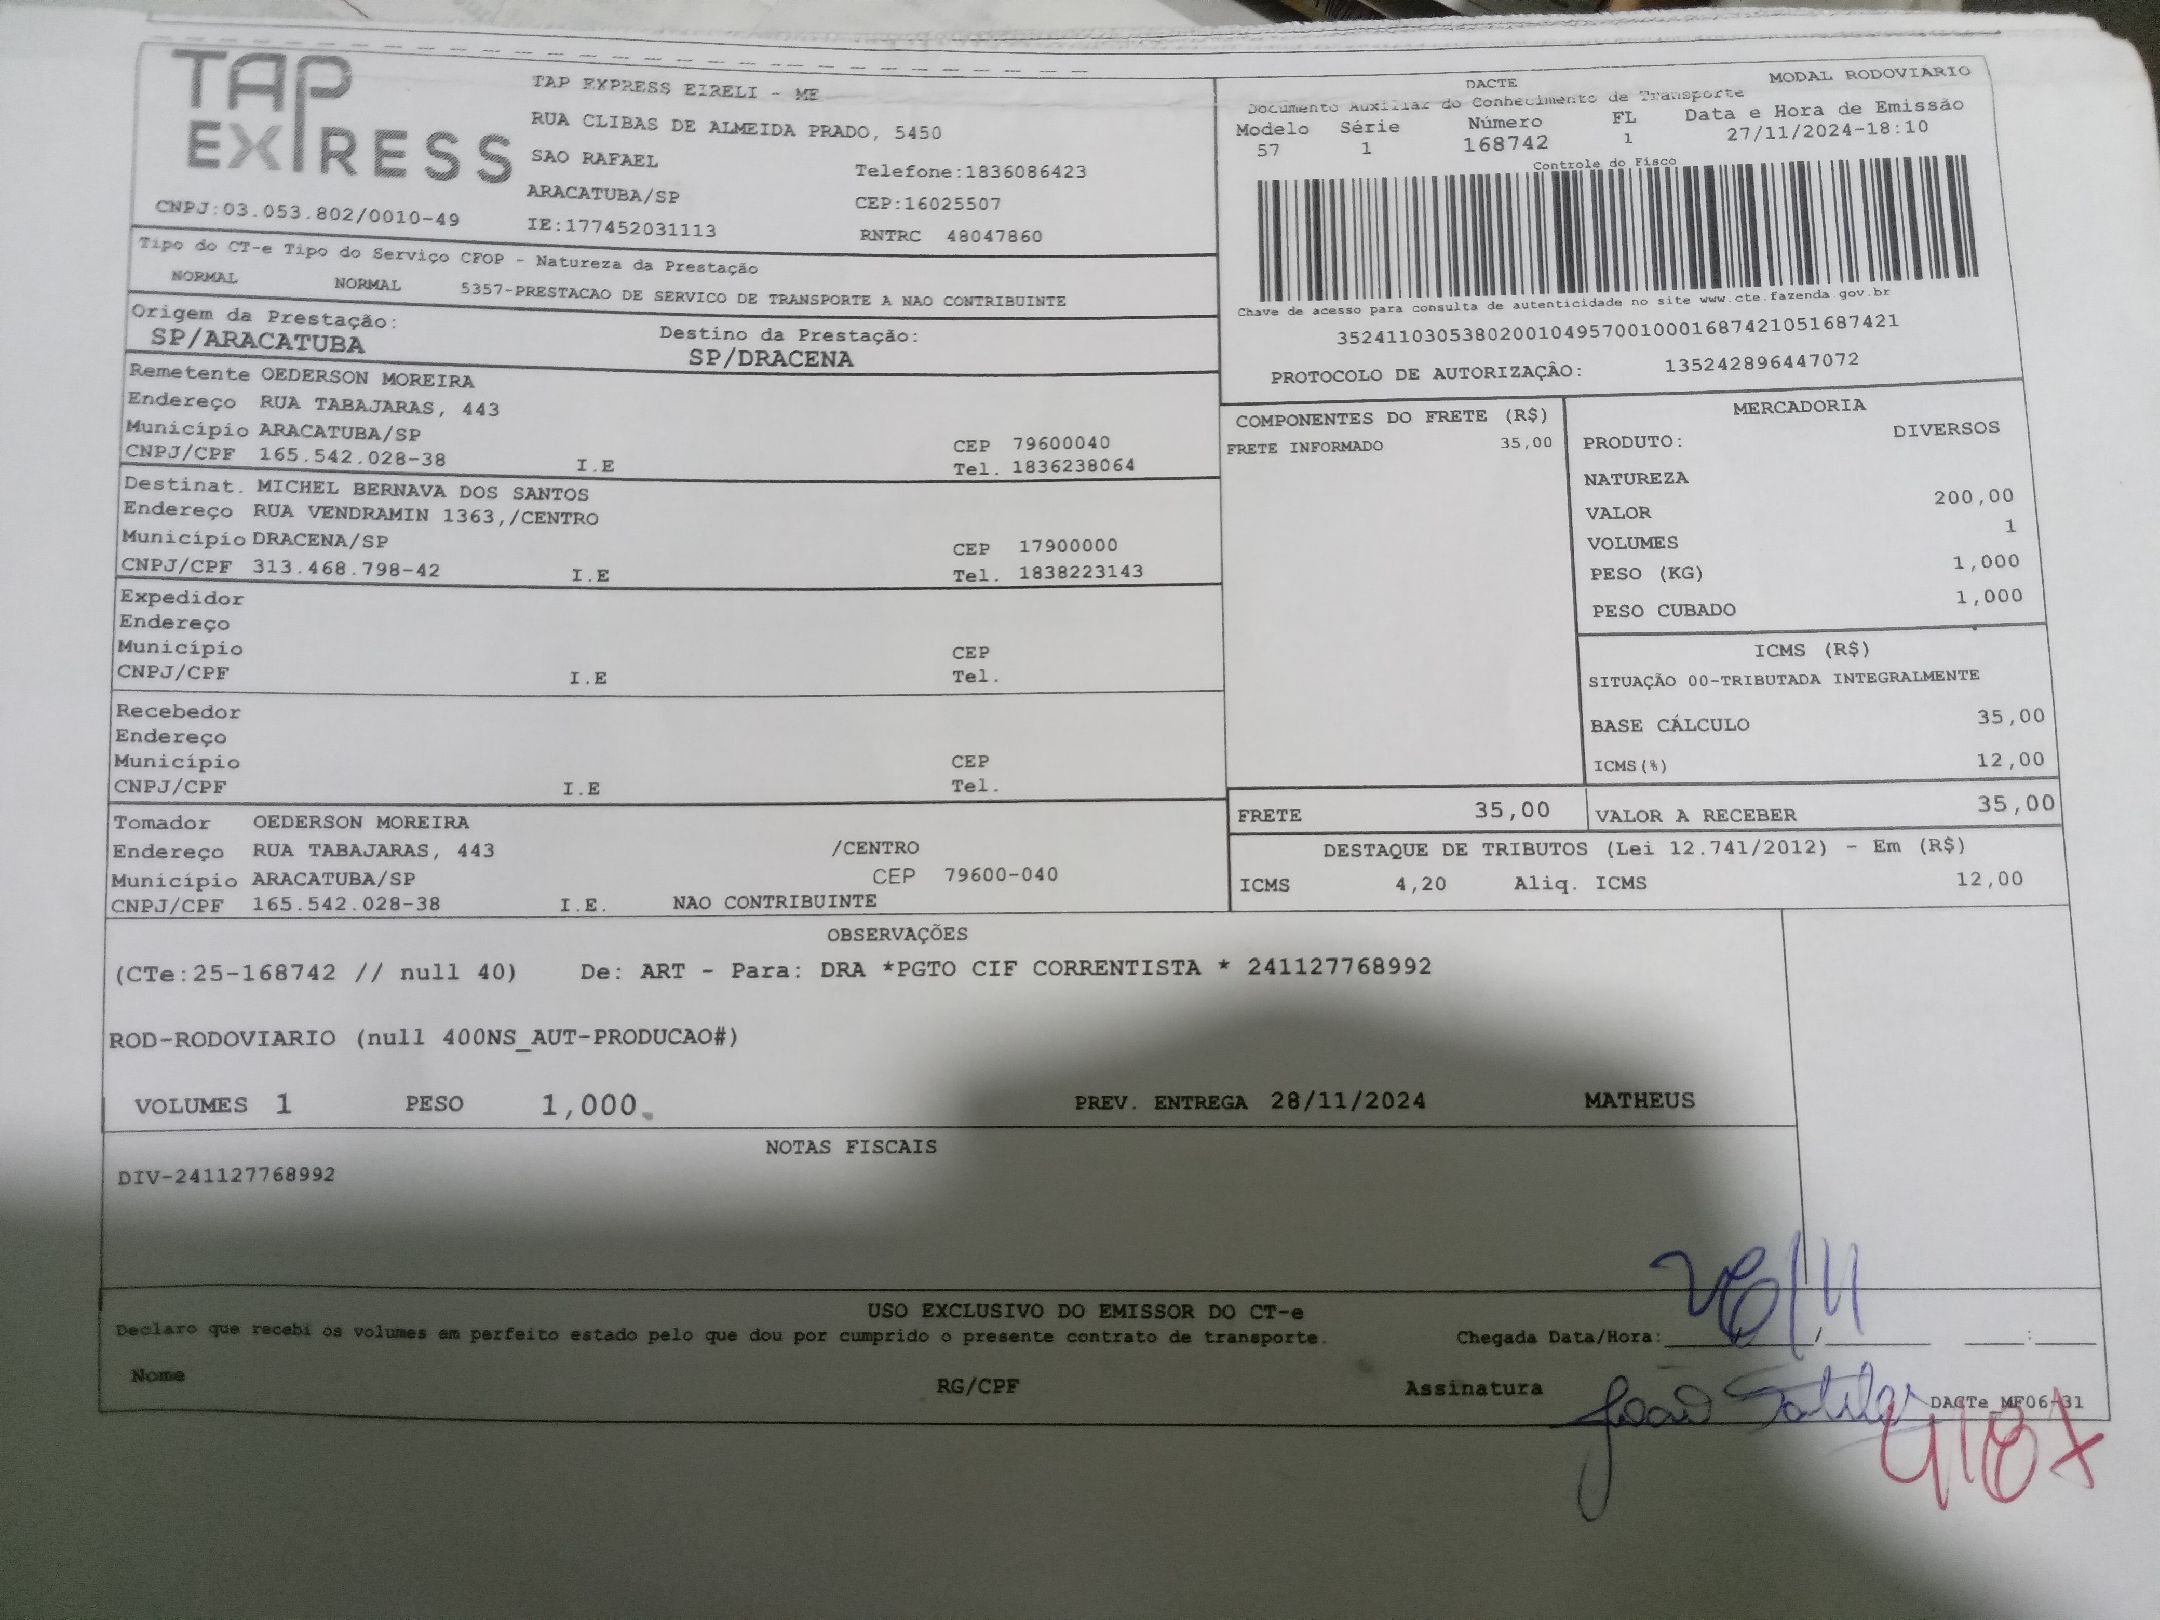 TAP
EXPRESS
CNPJ:03.053.802/0010-49
TAP EXPRESS EIRELI - ME
RUA CLIBAS DE ALMEIDA PRADO, 5450
SAO RAFAEL Telefone:1836086423
ARACATUBA/SP CEP:16025507
IE:177452031113 RNTRC 48047860
DACTE MODAL RODOVIARIO
Documento Auxiliar do Conhecimento de Transporte
Modelo Série Número FL Data e Hora de Emissão
57 1 168742 1 27/11/2024-18:10
Controle do Fisco
Chave de acesso para consulta de autenticidade no site www.cte.fazenda.gov.br
35241103053802001049570010001687421051687421
PROTOCOLO DE AUTORIZAÇÃO: 135242896447072
Tipo do CT-e Tipo do Serviço CFOP - Natureza da Prestação
NORMAL NORMAL 5357-PRESTACAO DE SERVICO DE TRANSPORTE A NAO CONTRIBUINTE
Origem da Prestação: Destino da Prestação:
SP/ARACATUBA SP/DRACENA
Remetente OEDERSON MOREIRA
Endereço RUA TABAJARAS, 443
Município ARACATUBA/SP CEP 79600040
CNPJ/CPF 165.542.028-38 I.E Tel. 1836238064
Destinat. MICHEL BERNAVA DOS SANTOS
Endereço RUA VENDRAMIN 1363,/CENTRO
Município DRACENA/SP CEP 17900000
CNPJ/CPF 313.468.798-42 I.E Tel. 1838223143
Expedidor
Endereço
Município CEP
CNPJ/CPF I.E Tel.
Recebedor
Endereço
Município CEP
CNPJ/CPF I.E Tel.
Tomador OEDERSON MOREIRA
Endereço RUA TABAJARAS, 443 /CENTRO
Município ARACATUBA/SP CEP 79600-040
CNPJ/CPF 165.542.028-38 I.E. NAO CONTRIBUINTE
COMPONENTES DO FRETE (R$)
FRETE INFORMADO 35,00
MERCADORIA
PRODUTO: DIVERSOS
NATUREZA
VALOR 200,00
VOLUMES 1
PESO (KG) 1,000
PESO CUBADO 1,000
ICMS (R$)
SITUAÇÃO 00-TRIBUTADA INTEGRALMENTE
BASE CÁLCULO 35,00
ICMS(%) 12,00
FRETE 35,00 VALOR A RECEBER 35,00
DESTAQUE DE TRIBUTOS (Lei 12.741/2012) - Em (R$)
ICMS 4,20 Aliq. ICMS 12,00
OBSERVAÇÕES
(CTe:25-168742 // null 40) De: ART - Para: DRA *PGTO CIF CORRENTISTA * 241127768992
ROD-RODOVIARIO (null 400NS_AUT-PRODUCAO#)
VOLUMES 1 PESO 1,000 PREV. ENTREGA 28/11/2024 MATHEUS
NOTAS FISCAIS
DIV-241127768992
USO EXCLUSIVO DO EMISSOR DO CT-e
Declaro que recebi os volumes em perfeito estado pelo que dou por cumprido o presente contrato de transporte. Chegada Data/Hora: / / :
Nome RG/CPF Assinatura João
DACTe_MF06-31